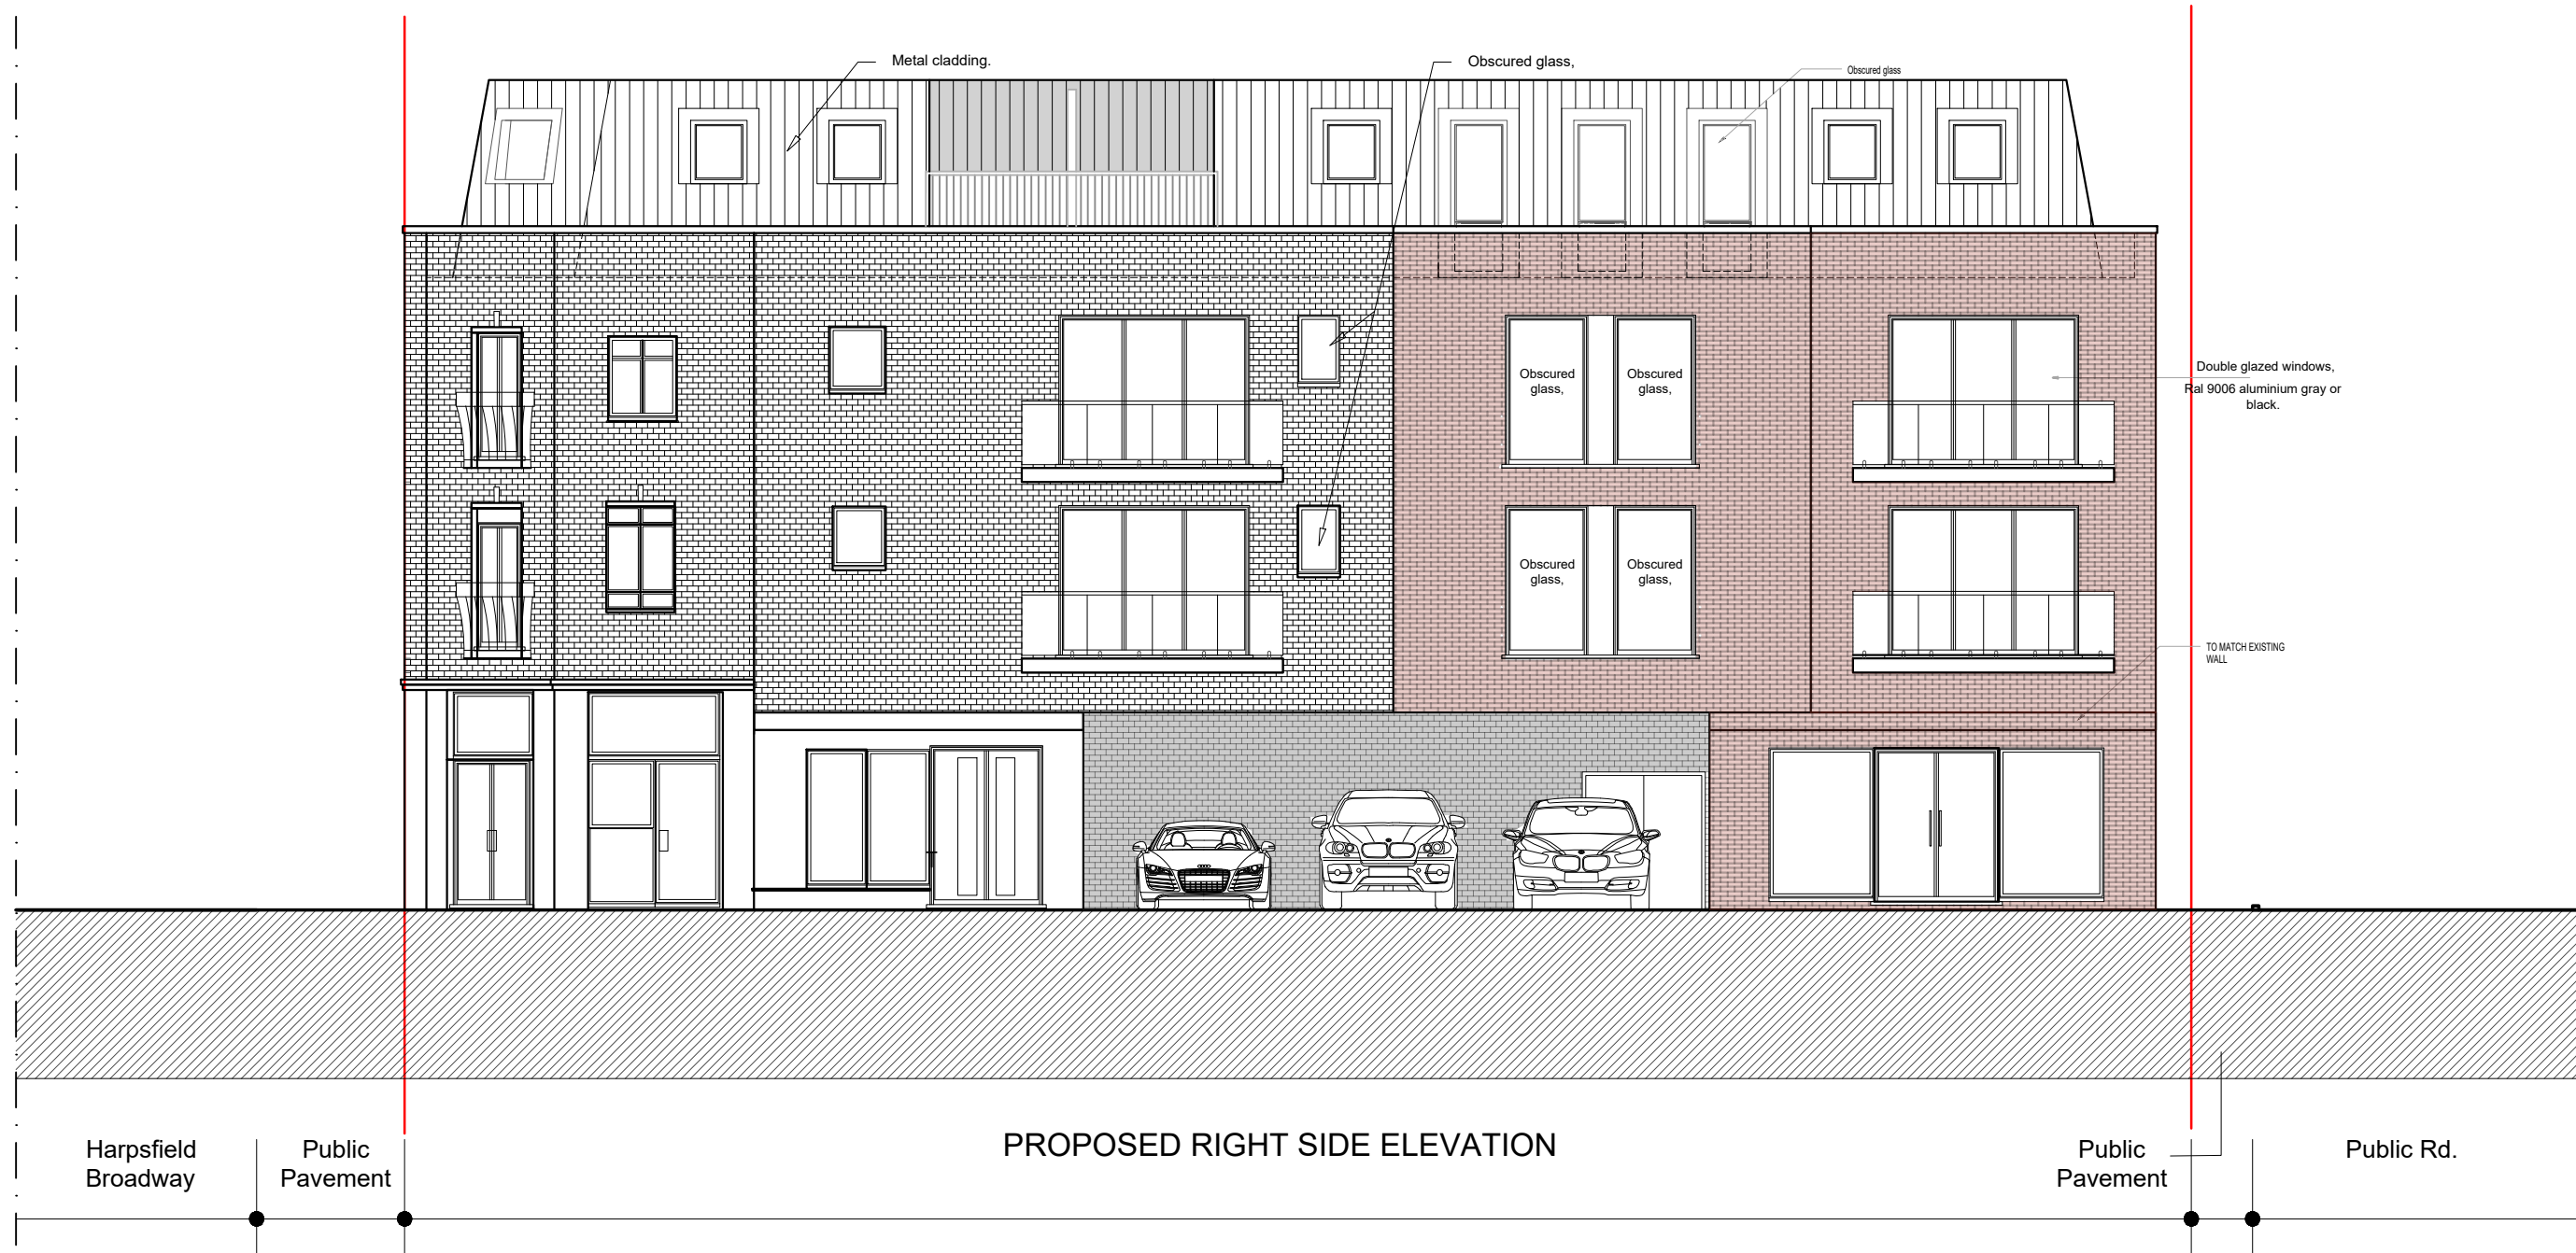 Metal cladding.
Obscured glass,
Obscured glass
Obscured
glass,
Obscured
glass,
Double glazed windows,
Ral 9006 aluminium gray or
black.
Obscured
glass,
Obscured
glass,
TO MATCH EXISTING
WALL
PROPOSED RIGHT SIDE ELEVATION
Harpsfield
Broadway
Public
Pavement
Public
Pavement
Public Rd.